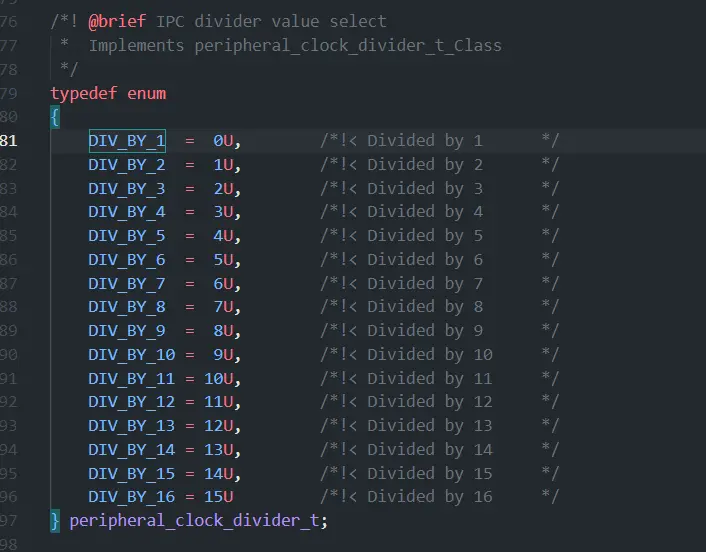 76 /*! @brief IPC divider value select
77  *  Implements peripheral_clock_divider_t_Class
78  */
79 typedef enum
80 {
81     DIV_BY_1  =  0U,        /*!< Divided by 1      */
82     DIV_BY_2  =  1U,        /*!< Divided by 2      */
83     DIV_BY_3  =  2U,        /*!< Divided by 3      */
84     DIV_BY_4  =  3U,        /*!< Divided by 4      */
85     DIV_BY_5  =  4U,        /*!< Divided by 5      */
86     DIV_BY_6  =  5U,        /*!< Divided by 6      */
87     DIV_BY_7  =  6U,        /*!< Divided by 7      */
88     DIV_BY_8  =  7U,        /*!< Divided by 8      */
89     DIV_BY_9  =  8U,        /*!< Divided by 9      */
90     DIV_BY_10 =  9U,        /*!< Divided by 10     */
91     DIV_BY_11 = 10U,        /*!< Divided by 11     */
92     DIV_BY_12 = 11U,        /*!< Divided by 12     */
93     DIV_BY_13 = 12U,        /*!< Divided by 13     */
94     DIV_BY_14 = 13U,        /*!< Divided by 14     */
95     DIV_BY_15 = 14U,        /*!< Divided by 15     */
96     DIV_BY_16 = 15U         /*!< Divided by 16     */
97 } peripheral_clock_divider_t;
98